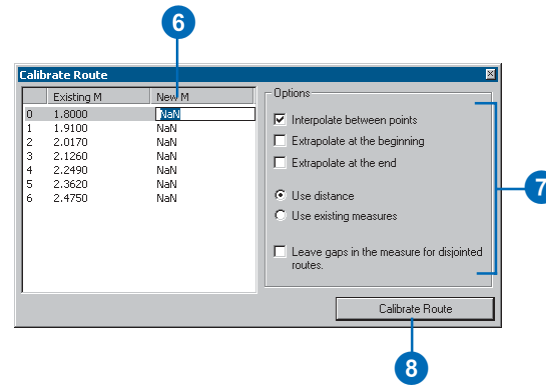 6
Calibrate Route
Existing M New M
0 1.8000 NaN
1 1.9100 NaN
2 2.0170 NaN
3 2.1260 NaN
4 2.2490 NaN
5 2.3620 NaN
6 2.4750 NaN
Options
Interpolate between points
Extrapolate at the beginning
Extrapolate at the end
Use distance
Use existing measures
Leave gaps in the measure for disjointed
routes.
7
Calibrate Route
8